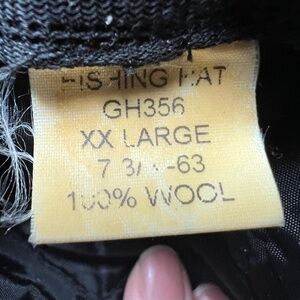 FISHING HAT
GH356
XX LARGE
7 3/ -63
100% WOOL